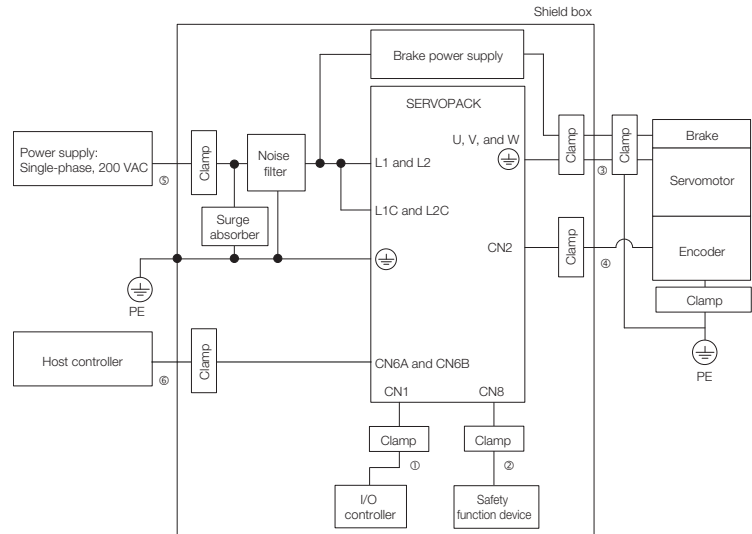 Shield box
Brake power supply
SERVOPACK
Power supply:
Single-phase, 200 VAC
⑤
Clamp
Noise
filter
L1 and L2
U, V, and W
Clamp
③
Clamp
Brake
Servomotor
Surge
absorber
L1C and L2C
CN2
Clamp
④
Encoder
Clamp
PE
PE
Host controller
⑥
Clamp
CN6A and CN6B
CN1
CN8
Clamp
①
Clamp
②
I/O
controller
Safety
function device